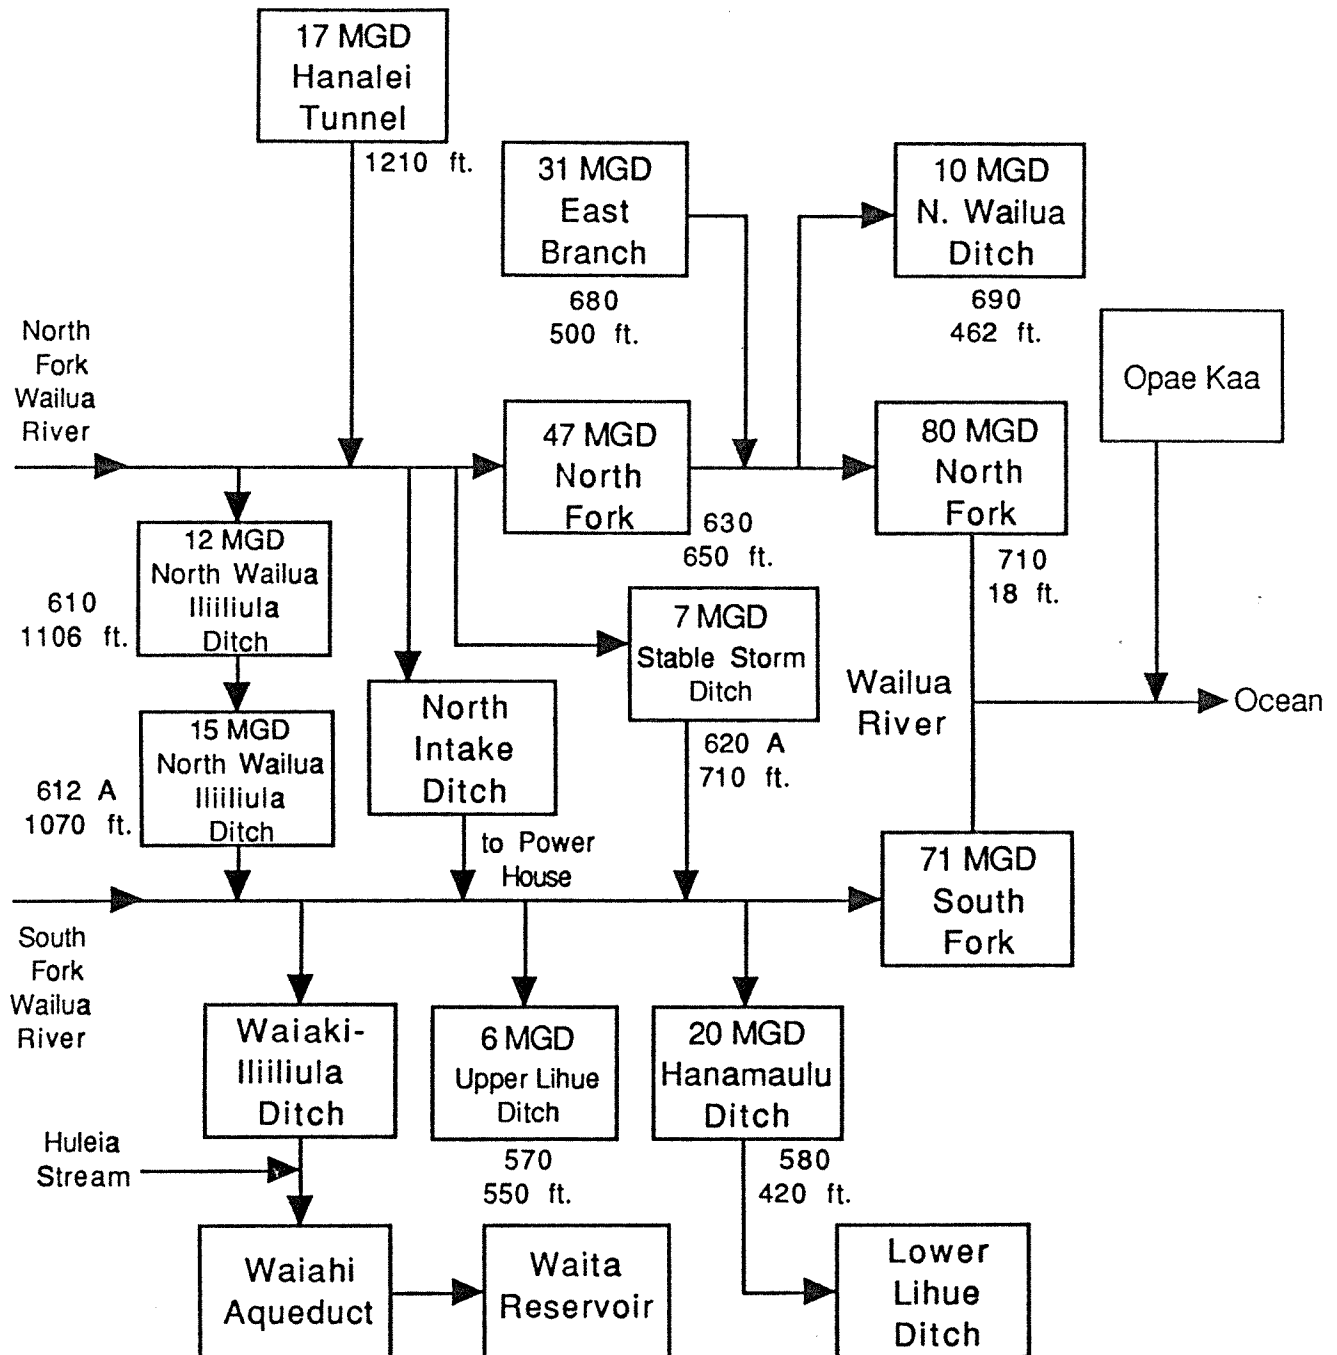 17 MGD
Hanalei
Tunnel
1210 ft.
31 MGD
East
Branch
680
500 ft.
10 MGD
N. Wailua
Ditch
690
462 ft.
Opae Kaa
North
Fork
Wailua
River
47 MGD
North
Fork
630
650 ft.
80 MGD
North
Fork
710
18 ft.
12 MGD
North Wailua
Iliiliula
Ditch
610
1106 ft.
15 MGD
North Wailua
Iliiliula
Ditch
612 A
1070 ft.
North
Intake
Ditch
to Power
House
7 MGD
Stable Storm
Ditch
620 A
710 ft.
Wailua
River
Ocean
71 MGD
South
Fork
South
Fork
Wailua
River
Waiaki-
Iliiliula
Ditch
6 MGD
Upper Lihue
Ditch
570
550 ft.
20 MGD
Hanamaulu
Ditch
580
420 ft.
Huleia
Stream
Waiahi
Aqueduct
Waita
Reservoir
Lower
Lihue
Ditch